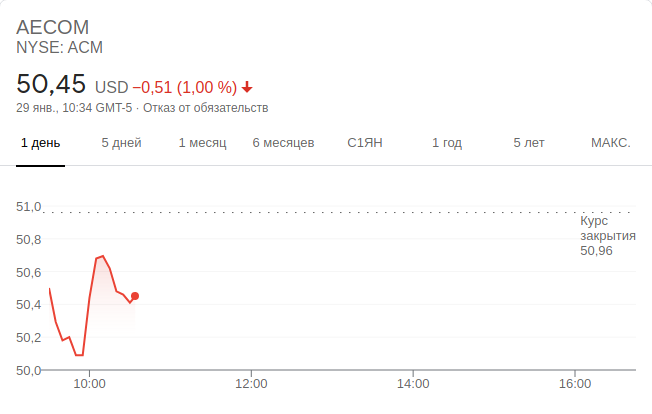 AECOM
NYSE: ACM
50,45 USD −0,51 (1,00 %)
29 янв., 10:34 GMT-5 · Отказ от обязательств
1 день 5 дней 1 месяц 6 месяцев С1ЯН 1 год 5 лет МАКС.
51,0
Курс
закрытия
50,96
50,8
50,6
50,4
50,2
50,0
10:00 12:00 14:00 16:00